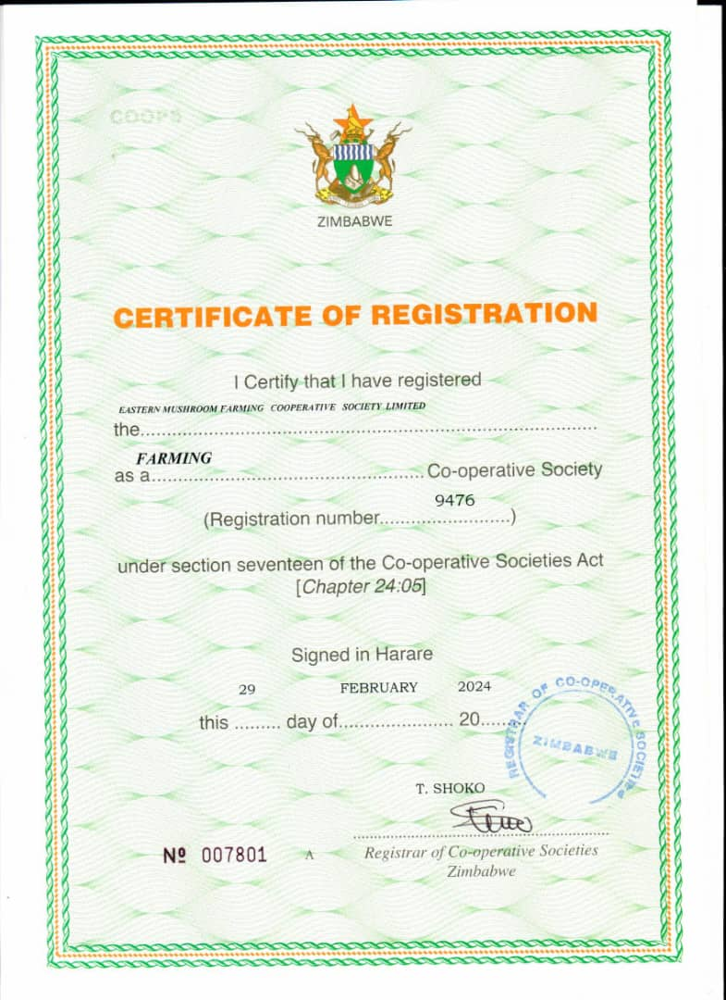 COOPS
ZIMBABWE
CERTIFICATE OF REGISTRATION
I Certify that I have registered
EASTERN MUSHROOM FARMING COOPERATIVE SOCIETY LIMITED
the......................................................................................
FARMING
as a.................................................... Co-operative Society
9476
(Registration number.........................)
under section seventeen of the Co-operative Societies Act
[Chapter 24:05]
Signed in Harare
29 FEBRUARY 2024
this ......... day of...................... 20.........
REGISTRAR OF CO-OPERATIVE SOCIETIES
ZIMBABWE
T. SHOKO
Nº 007801 A
Registrar of Co-operative Societies
Zimbabwe